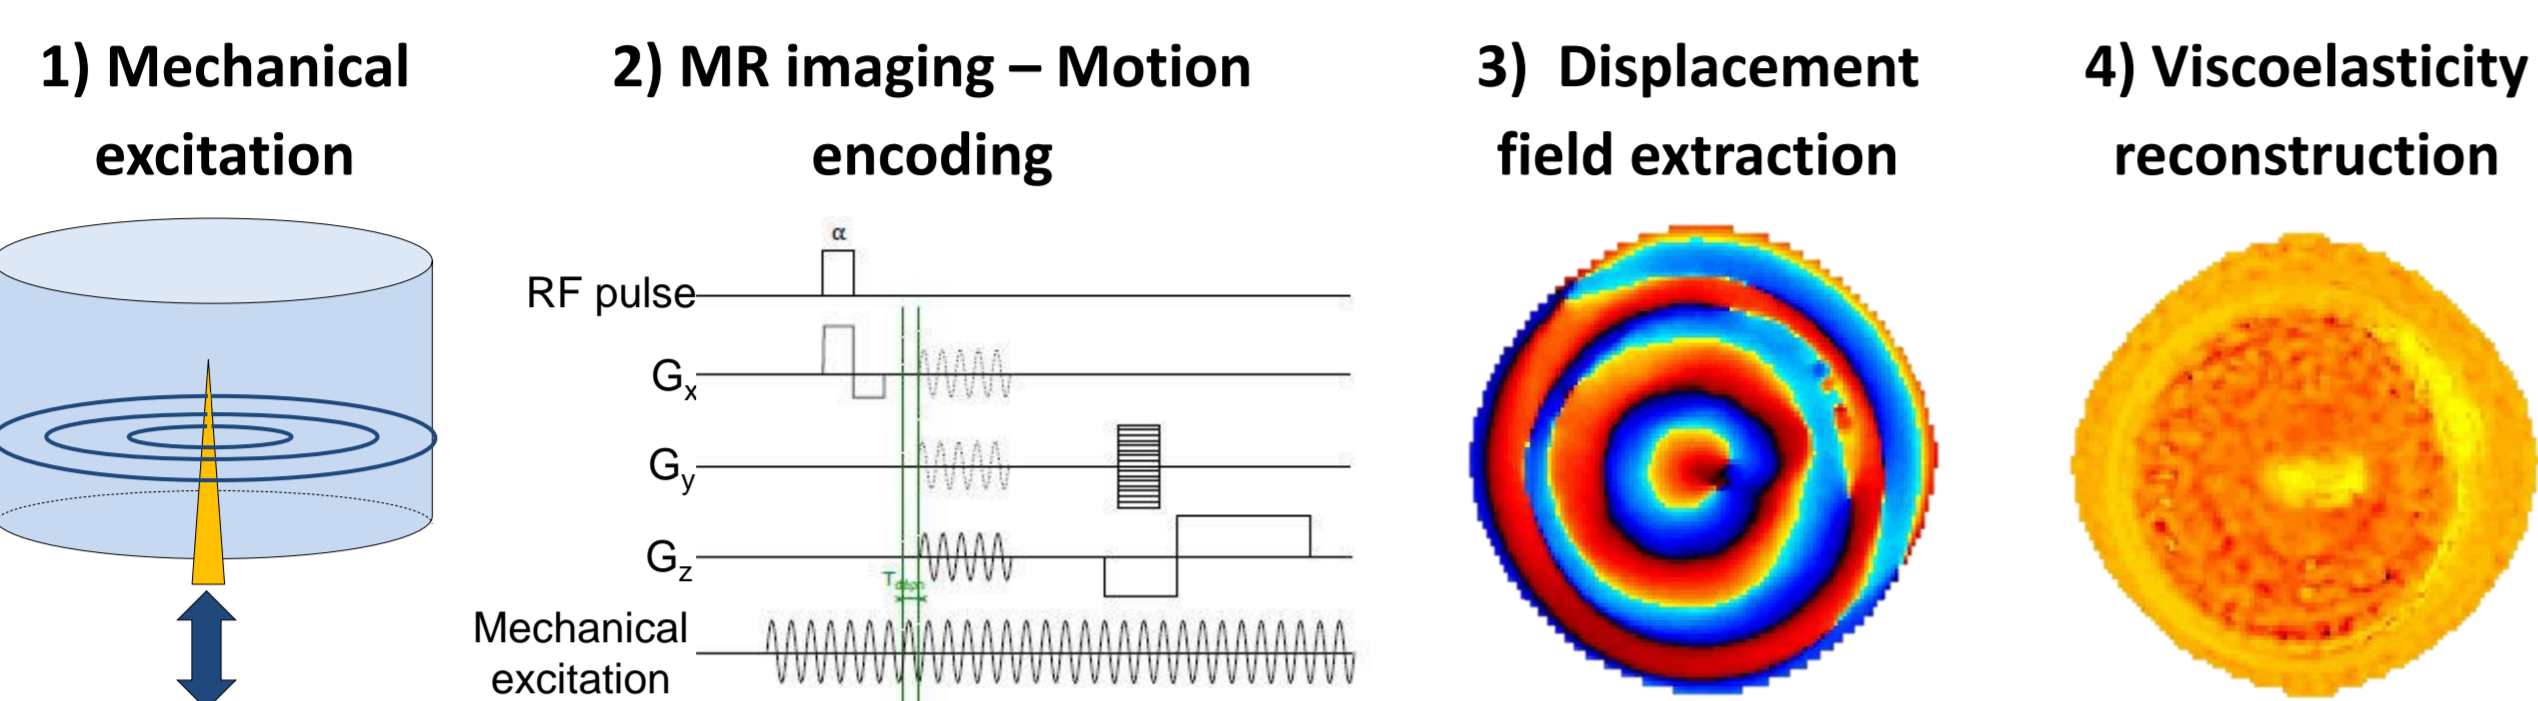 1) Mechanical
excitation
2) MR imaging – Motion
encoding
3) Displacement
field extraction
4) Viscoelasticity
reconstruction
α
RF pulse
Gx
Gy
Gz
Mechanical
excitation